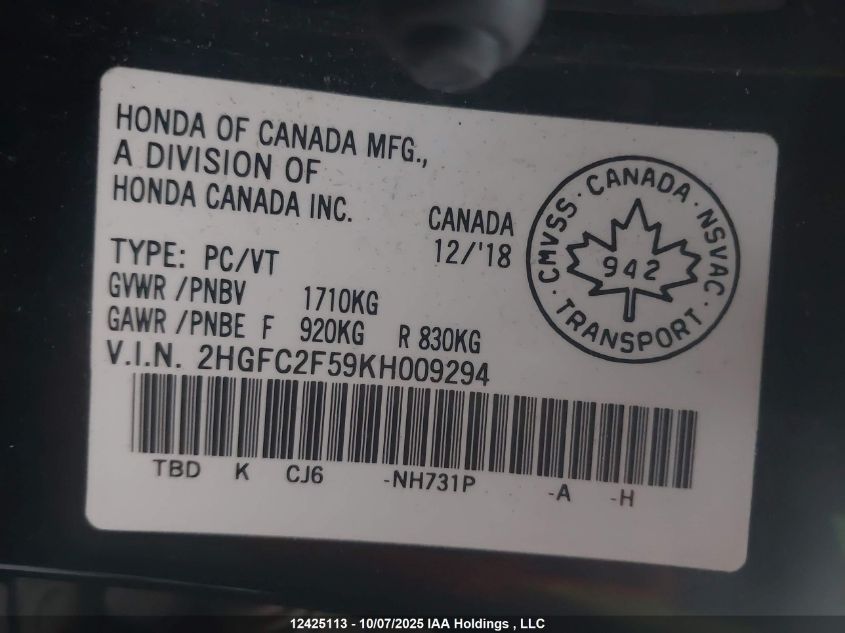 HONDA OF CANADA MFG.,
A DIVISION OF
HONDA CANADA INC.
CANADA
12/'18
TYPE: PC/VT
GVWR /PNBV 1710KG
GAWR /PNBE F 920KG R 830KG
V.I.N. 2HGFC2F59KH009294
TBD K CJ6 -NH731P -A -H
CMVSS · CANADA · NSVAC · TRANSPORT ·
942
12425113 - 10/07/2025 IAA Holdings , LLC